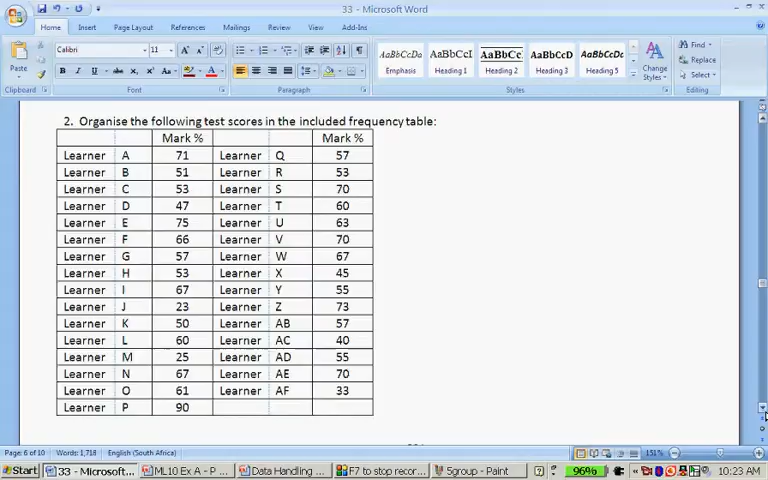 33 - Microsoft Word
Home Insert Page Layout References Mailings Review View Add-Ins
Paste
Calibri 11
AaBbCcDa AaBbCcI AaBbCc AaBbCcD AaBbCcDc
Emphasis Heading 1 Heading 2 Heading 3 Heading 5
Change Styles
Find
Replace
Select
Clipboard Font Paragraph Styles Editing
2. Organise the following test scores in the included frequency table:
Mark % Mark %
Learner A 71 Learner Q 57
Learner B 51 Learner R 53
Learner C 53 Learner S 70
Learner D 47 Learner T 60
Learner E 75 Learner U 63
Learner F 66 Learner V 70
Learner G 57 Learner W 67
Learner H 53 Learner X 45
Learner I 67 Learner Y 55
Learner J 23 Learner Z 73
Learner K 50 Learner AB 57
Learner L 60 Learner AC 40
Learner M 25 Learner AD 55
Learner N 67 Learner AE 70
Learner O 61 Learner AF 33
Learner P 90
Page: 6 of 10 Words: 1,718 English (South Africa) 151%
Start 33 - Microsoft... ML10 Ex A - P ... Data Handling ... F7 to stop recor... 5group - Paint 96% 10:23 AM